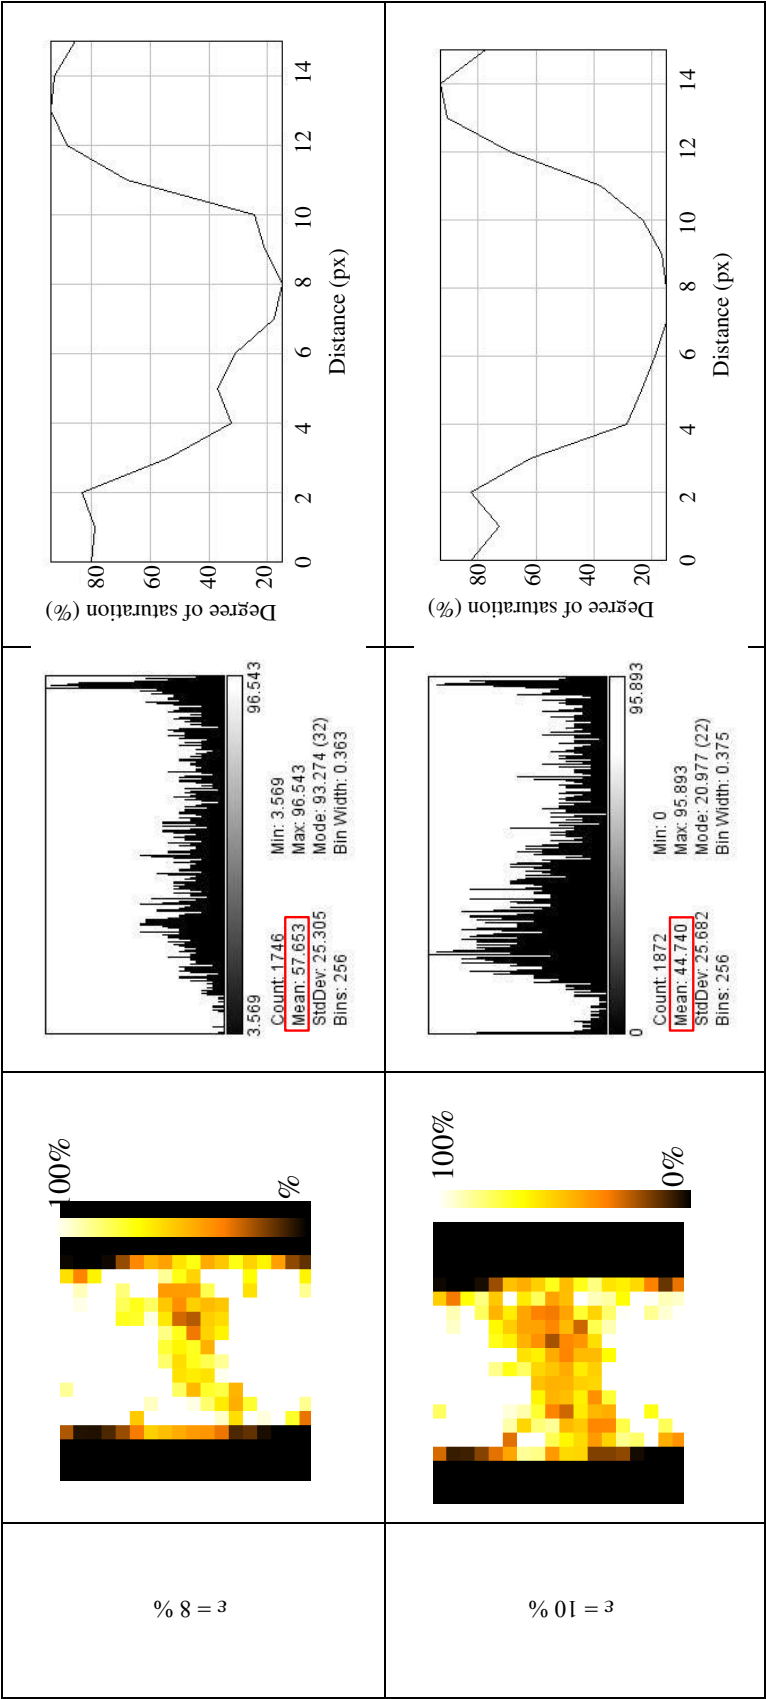 ε = 8 %
100%
%
3.569
96.543
Count: 1746
Min: 3.569
Mean: 57.653
Max: 96.543
StdDev: 25.305
Mode: 93.274 (32)
Bins: 256
Bin Width: 0.363
Degree of saturation (%)
80
60
40
20
0
2
4
6
8
10
12
14
Distance (px)
ε = 10 %
100%
0%
0
95.893
Count: 1872
Min: 0
Mean: 44.740
Max: 95.893
StdDev: 25.682
Mode: 20.977 (22)
Bins: 256
Bin Width: 0.375
Degree of saturation (%)
80
60
40
20
0
2
4
6
8
10
12
14
Distance (px)